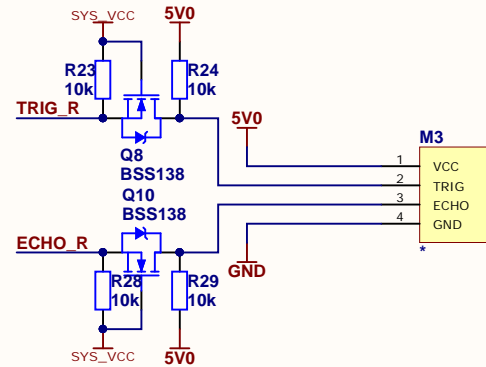 SYS_VCC
5V0
R23
10k
R24
10k
TRIG_R
5V0
M3
Q8
BSS138
Q10
BSS138
1 VCC
2 TRIG
3 ECHO
4 GND
*
ECHO_R
GND
R28
10k
R29
10k
SYS_VCC
5V0